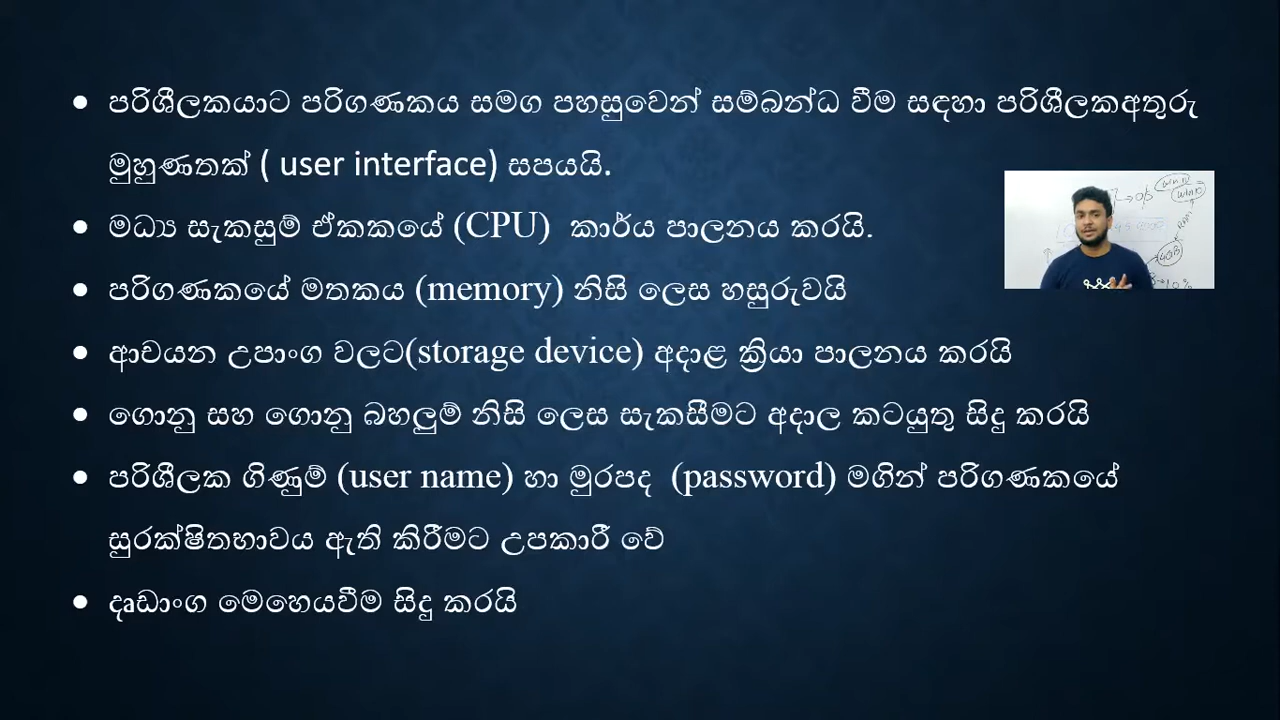 • පරිශීලකයාට පරිගණකය සමග පහසුවෙන් සම්බන්ධ වීම සඳහා පරිශීලකඅතුරු
මුහුණතක් ( user interface) සපයයි.
• මධ්‍ය සැකසුම් ඒකකයේ (CPU) කාර්ය පාලනය කරයි.
• පරිගණකයේ මතකය (memory) නිසි ලෙස හසුරුවයි
• ආචයන උපාංග වලට(storage device) අදාළ ක්‍රියා පාලනය කරයි
• ගොනු සහ ගොනු බහලුම් නිසි ලෙස සැකසීමට අදාල කටයුතු සිදු කරයි
• පරිශීලක ගිණුම් (user name) හා මුරපද (password) මගින් පරිගණකයේ
සුරක්ෂිතභාවය ඇති කිරීමට උපකාරී වේ
• දෘඩාංග මෙහෙයවීම සිදු කරයි
→ O/S